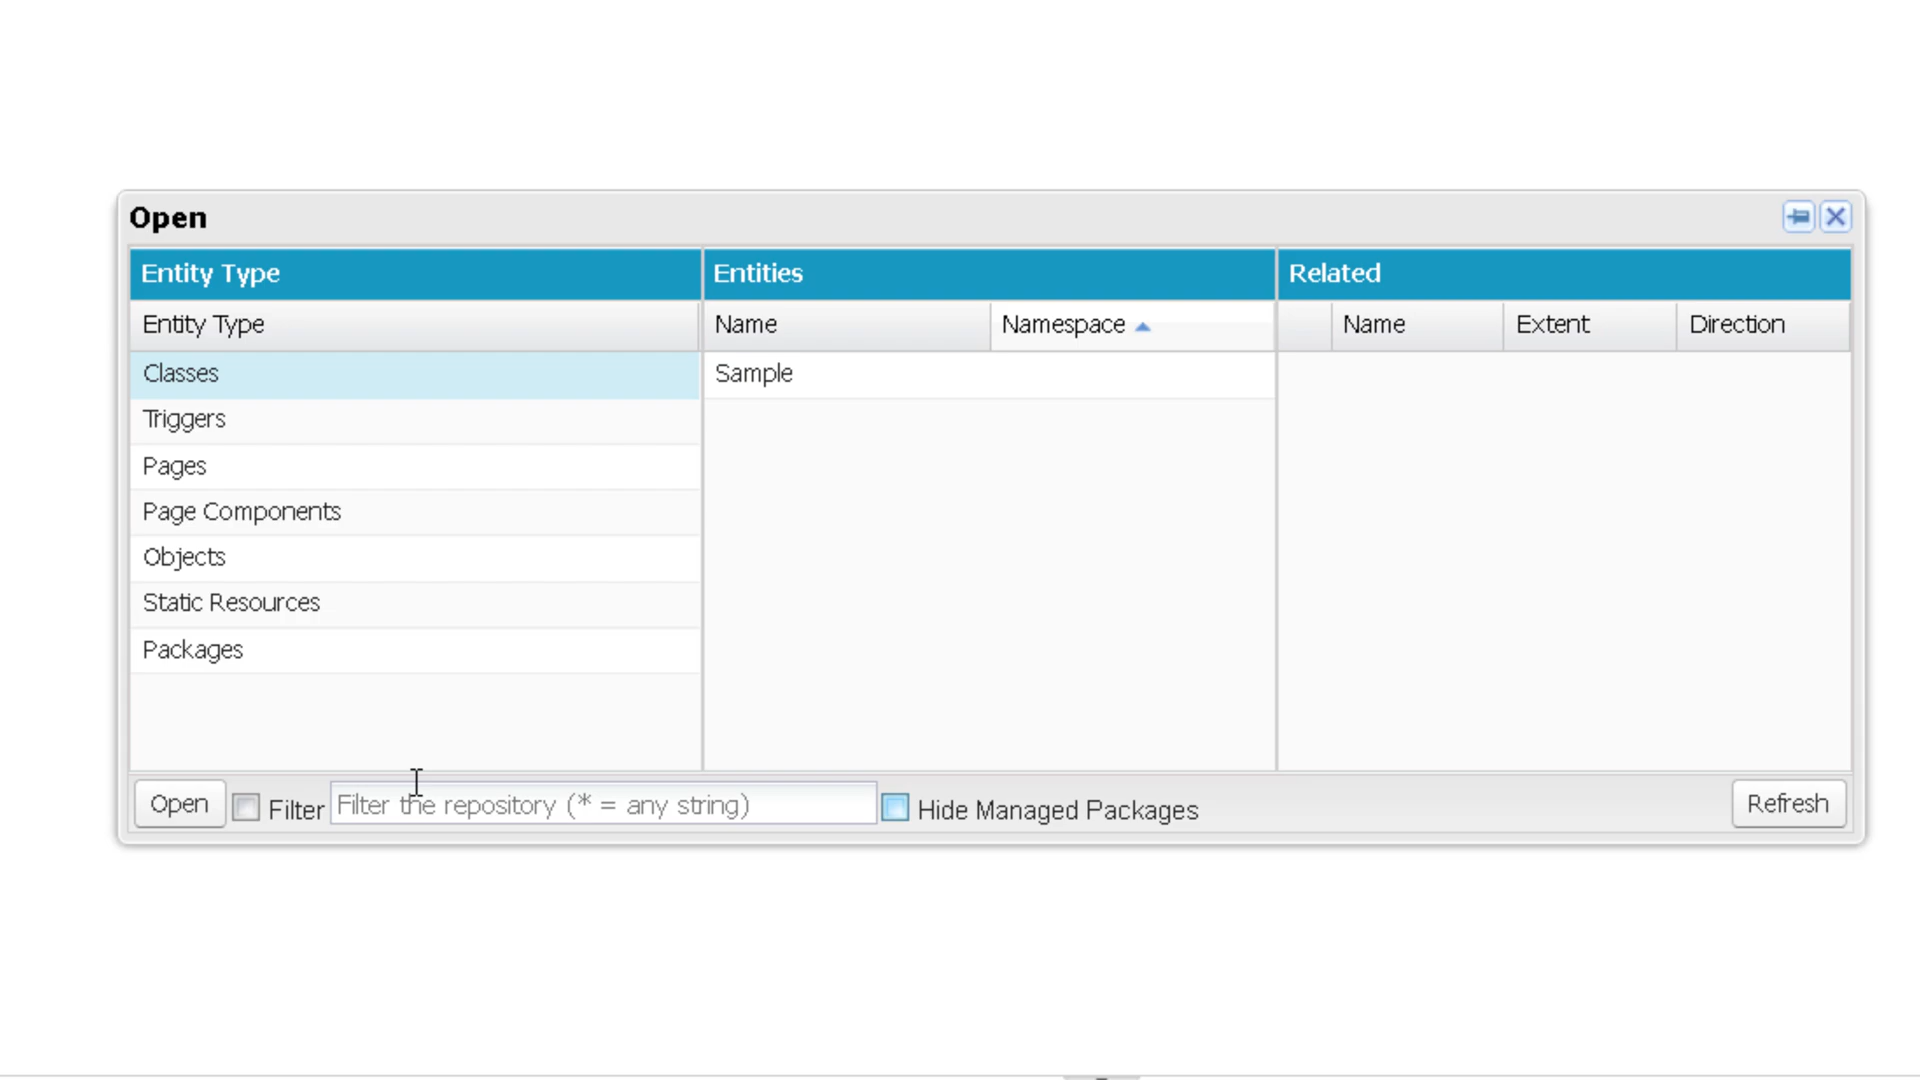 Open
Entity Type Entities Related
Entity Type Name Namespace Name Extent Direction
Classes Sample
Triggers
Pages
Page Components
Objects
Static Resources
Packages
Open Filter Filter the repository (* = any string) Hide Managed Packages Refresh